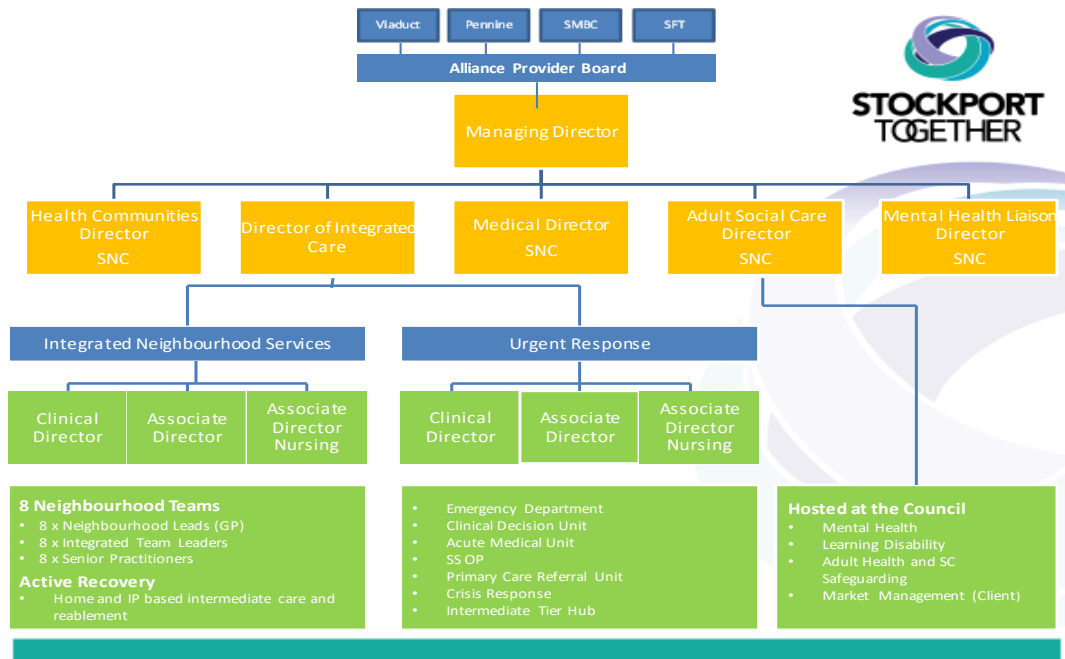 Viaduct
Pennine
SMBC
SFT
Alliance Provider Board
STOCKPORT
TOGETHER
Managing Director
Health Communities
Director
SNC
Director of Integrated
Care
Medical Director
SNC
Adult Social Care
Director
SNC
Mental Health Liaison
Director
SNC
Integrated Neighbourhood Services
Urgent Response
Clinical
Director
Associate
Director
Associate
Director
Nursing
Clinical
Director
Associate
Director
Associate
Director
Nursing
8 Neighbourhood Teams
• 8 x Neighbourhood Leads (GP)
• 8 x Integrated Team Leaders
• 8 x Senior Practitioners
Active Recovery
• Home and IP based intermediate care and
reablement
• Emergency Department
• Clinical Decision Unit
• Acute Medical Unit
• SSOP
• Primary Care Referral Unit
• Crisis Response
• Intermediate Tier Hub
Hosted at the Council
• Mental Health
• Learning Disability
• Adult Health and SC
Safeguarding
• Market Management (Client)